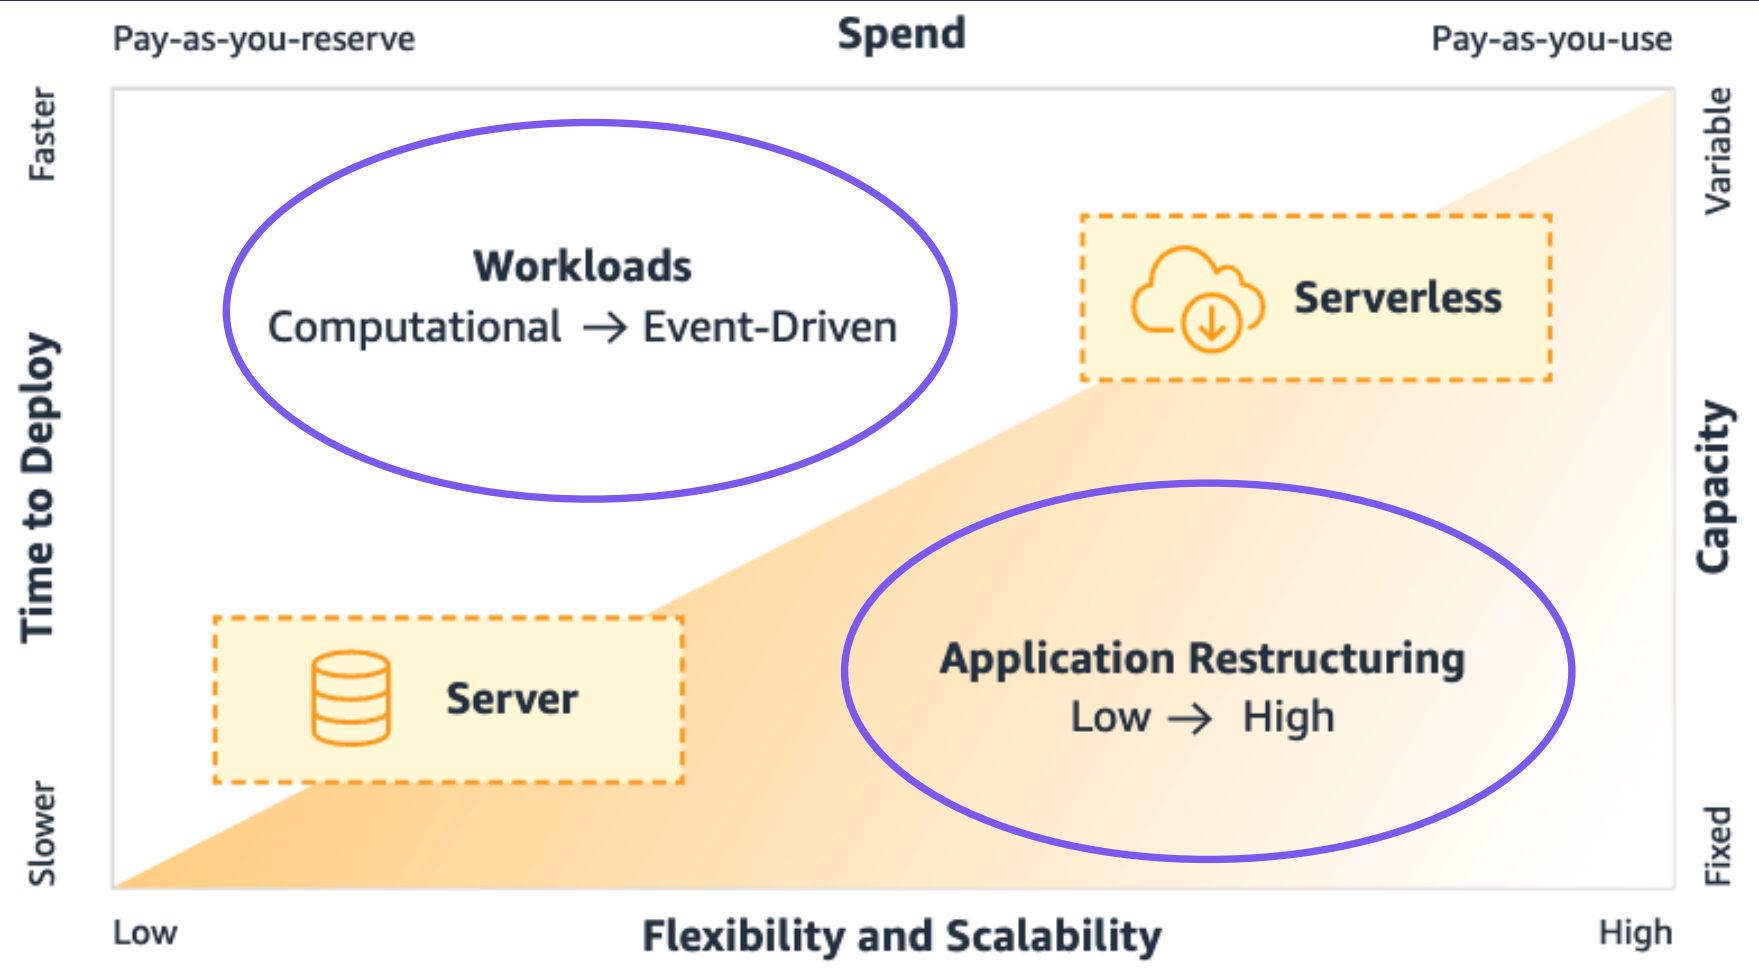 Pay-as-you-reserve
Spend
Pay-as-you-use
Faster
Variable
Workloads
Computational → Event-Driven
Serverless
Time to Deploy
Capacity
Server
Application Restructuring
Low → High
Slower
Fixed
Low
Flexibility and Scalability
High